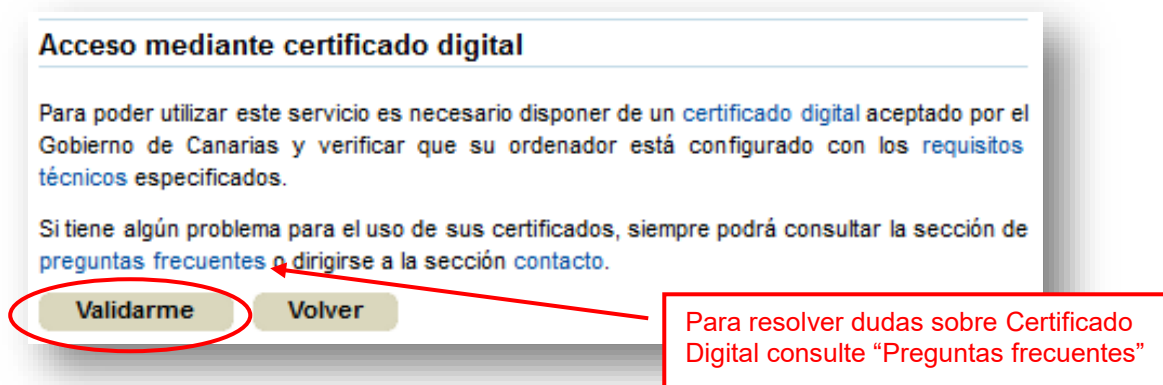 Acceso mediante certificado digital
Para poder utilizar este servicio es necesario disponer de un certificado digital aceptado por el
Gobierno de Canarias y verificar que su ordenador está configurado con los requisitos
técnicos especificados.
Si tiene algún problema para el uso de sus certificados, siempre podrá consultar la sección de
preguntas frecuentes o dirigirse a la sección contacto.
Validarme Volver
Para resolver dudas sobre Certificado
Digital consulte “Preguntas frecuentes”